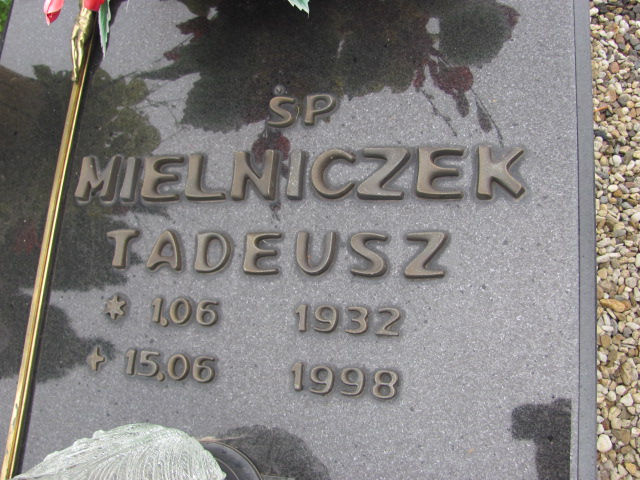 SP
MIELNICZEK
TADEUSZ
* 1,06 1932
+ 15,06 1998